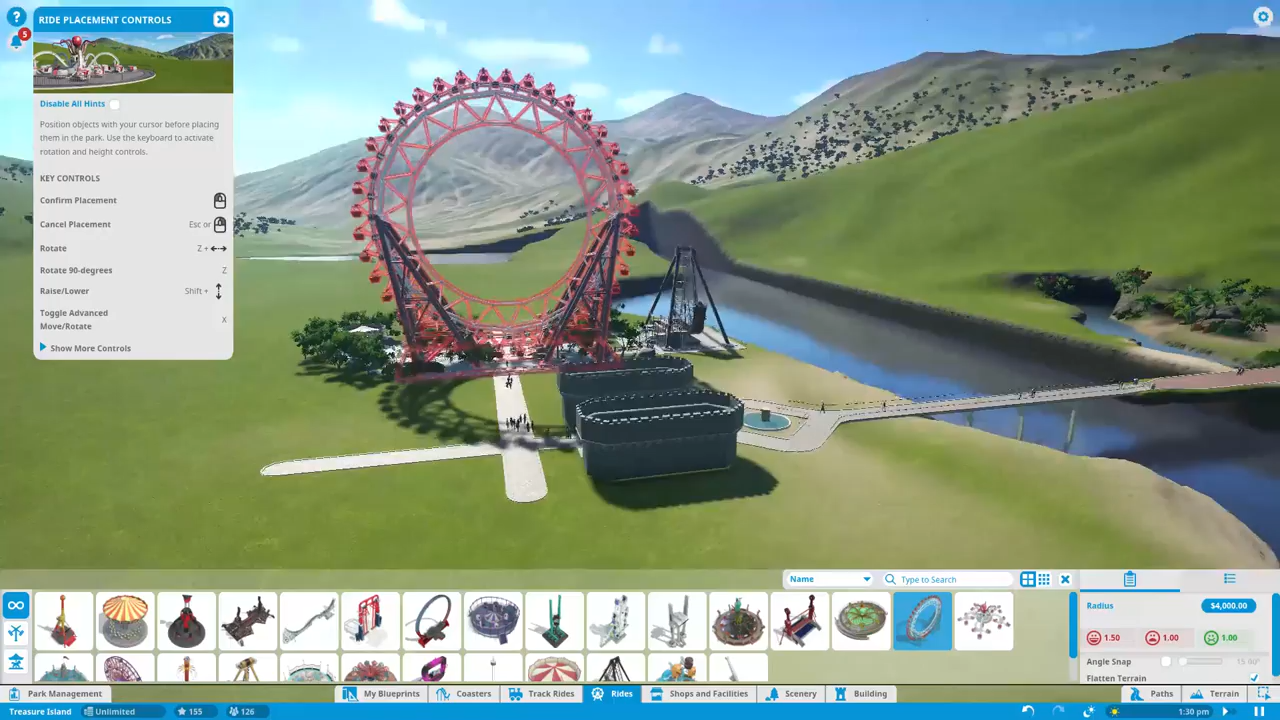 ?
RIDE PLACEMENT CONTROLS
5
Disable All Hints
Position objects with your cursor before placing
them in the park. Use the keyboard to activate
rotation and height controls.
KEY CONTROLS
Confirm Placement
Cancel Placement Esc or
Rotate Z +
Rotate 90-degrees Z
Raise/Lower Shift +
Toggle Advanced
Move/Rotate X
Show More Controls
Name Type to Search
Radius $4,000.00
1.50 1.00 1.00
Angle Snap 15.00°
Flatten Terrain
Park Management My Blueprints Coasters Track Rides Rides Shops and Facilities Scenery Building Paths Terrain
Treasure Island Unlimited 155 126 1:30 pm